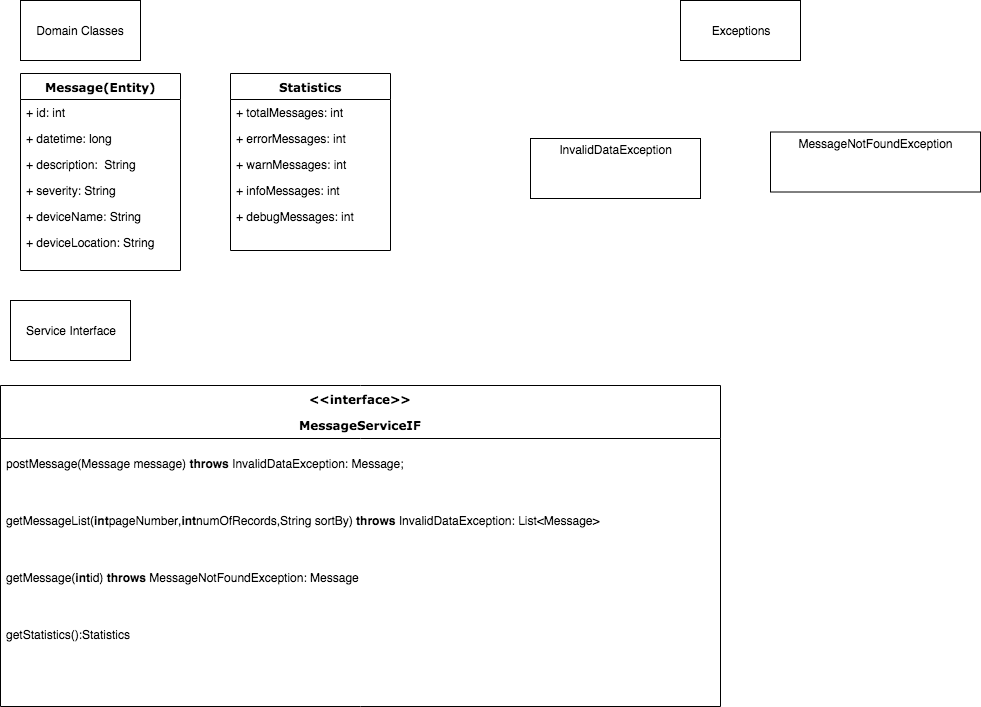 Domain Classes
Exceptions
Message(Entity)
+ id: int
+ datetime: long
+ description:  String
+ severity: String
+ deviceName: String
+ deviceLocation: String
Statistics
+ totalMessages: int
+ errorMessages: int
+ warnMessages: int
+ infoMessages: int
+ debugMessages: int
InvalidDataException
MessageNotFoundException
Service Interface
<<interface>>
MessageServiceIF
postMessage(Message message) throws InvalidDataException: Message;
getMessageList(intpageNumber,intnumOfRecords,String sortBy) throws InvalidDataException: List<Message>
getMessage(intid) throws MessageNotFoundException: Message
getStatistics():Statistics